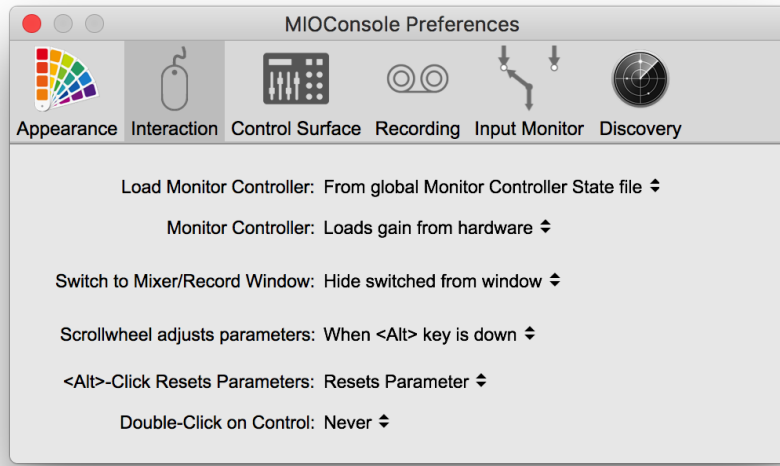 MIOConsole Preferences
Appearance Interaction Control Surface Recording Input Monitor Discovery
Load Monitor Controller: From global Monitor Controller State file
Monitor Controller: Loads gain from hardware
Switch to Mixer/Record Window: Hide switched from window
Scrollwheel adjusts parameters: When <Alt> key is down
<Alt>-Click Resets Parameters: Resets Parameter
Double-Click on Control: Never